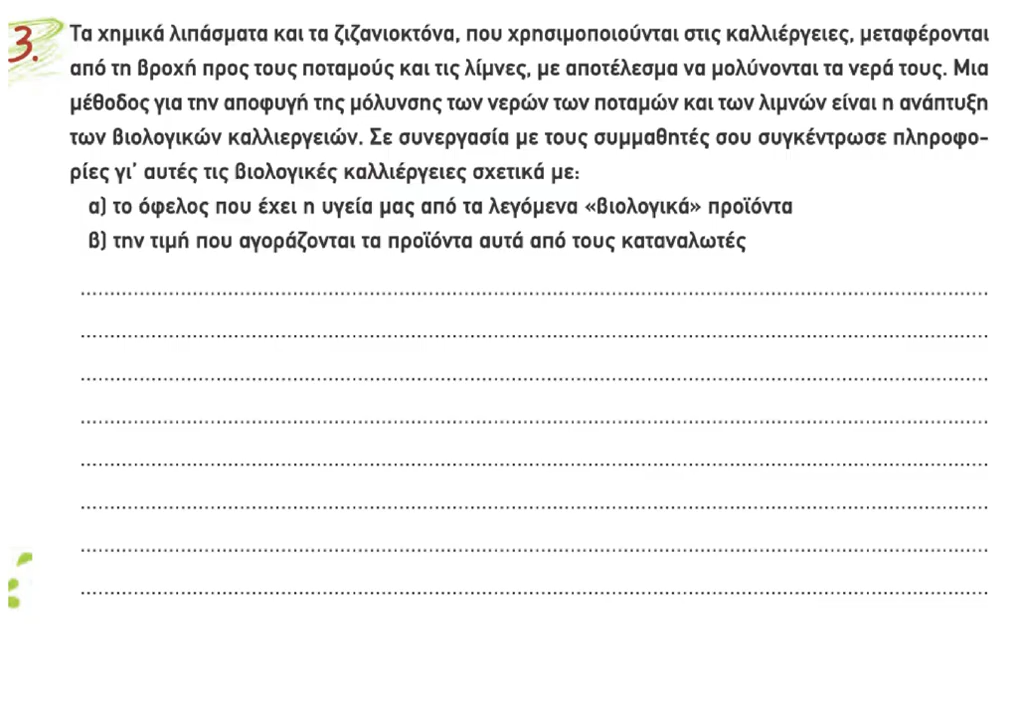 3. Τα χημικά λιπάσματα και τα ζιζανιοκτόνα, που χρησιμοποιούνται στις καλλιέργειες, μεταφέρονται
από τη βροχή προς τους ποταμούς και τις λίμνες, με αποτέλεσμα να μολύνονται τα νερά τους. Μια
μέθοδος για την αποφυγή της μόλυνσης των νερών των ποταμών και των λιμνών είναι η ανάπτυξη
των βιολογικών καλλιεργειών. Σε συνεργασία με τους συμμαθητές σου συγκέντρωσε πληροφο-
ρίες γι' αυτές τις βιολογικές καλλιέργειες σχετικά με:
α) το όφελος που έχει η υγεία μας από τα λεγόμενα «βιολογικά» προϊόντα
β) την τιμή που αγοράζονται τα προϊόντα αυτά από τους καταναλωτές